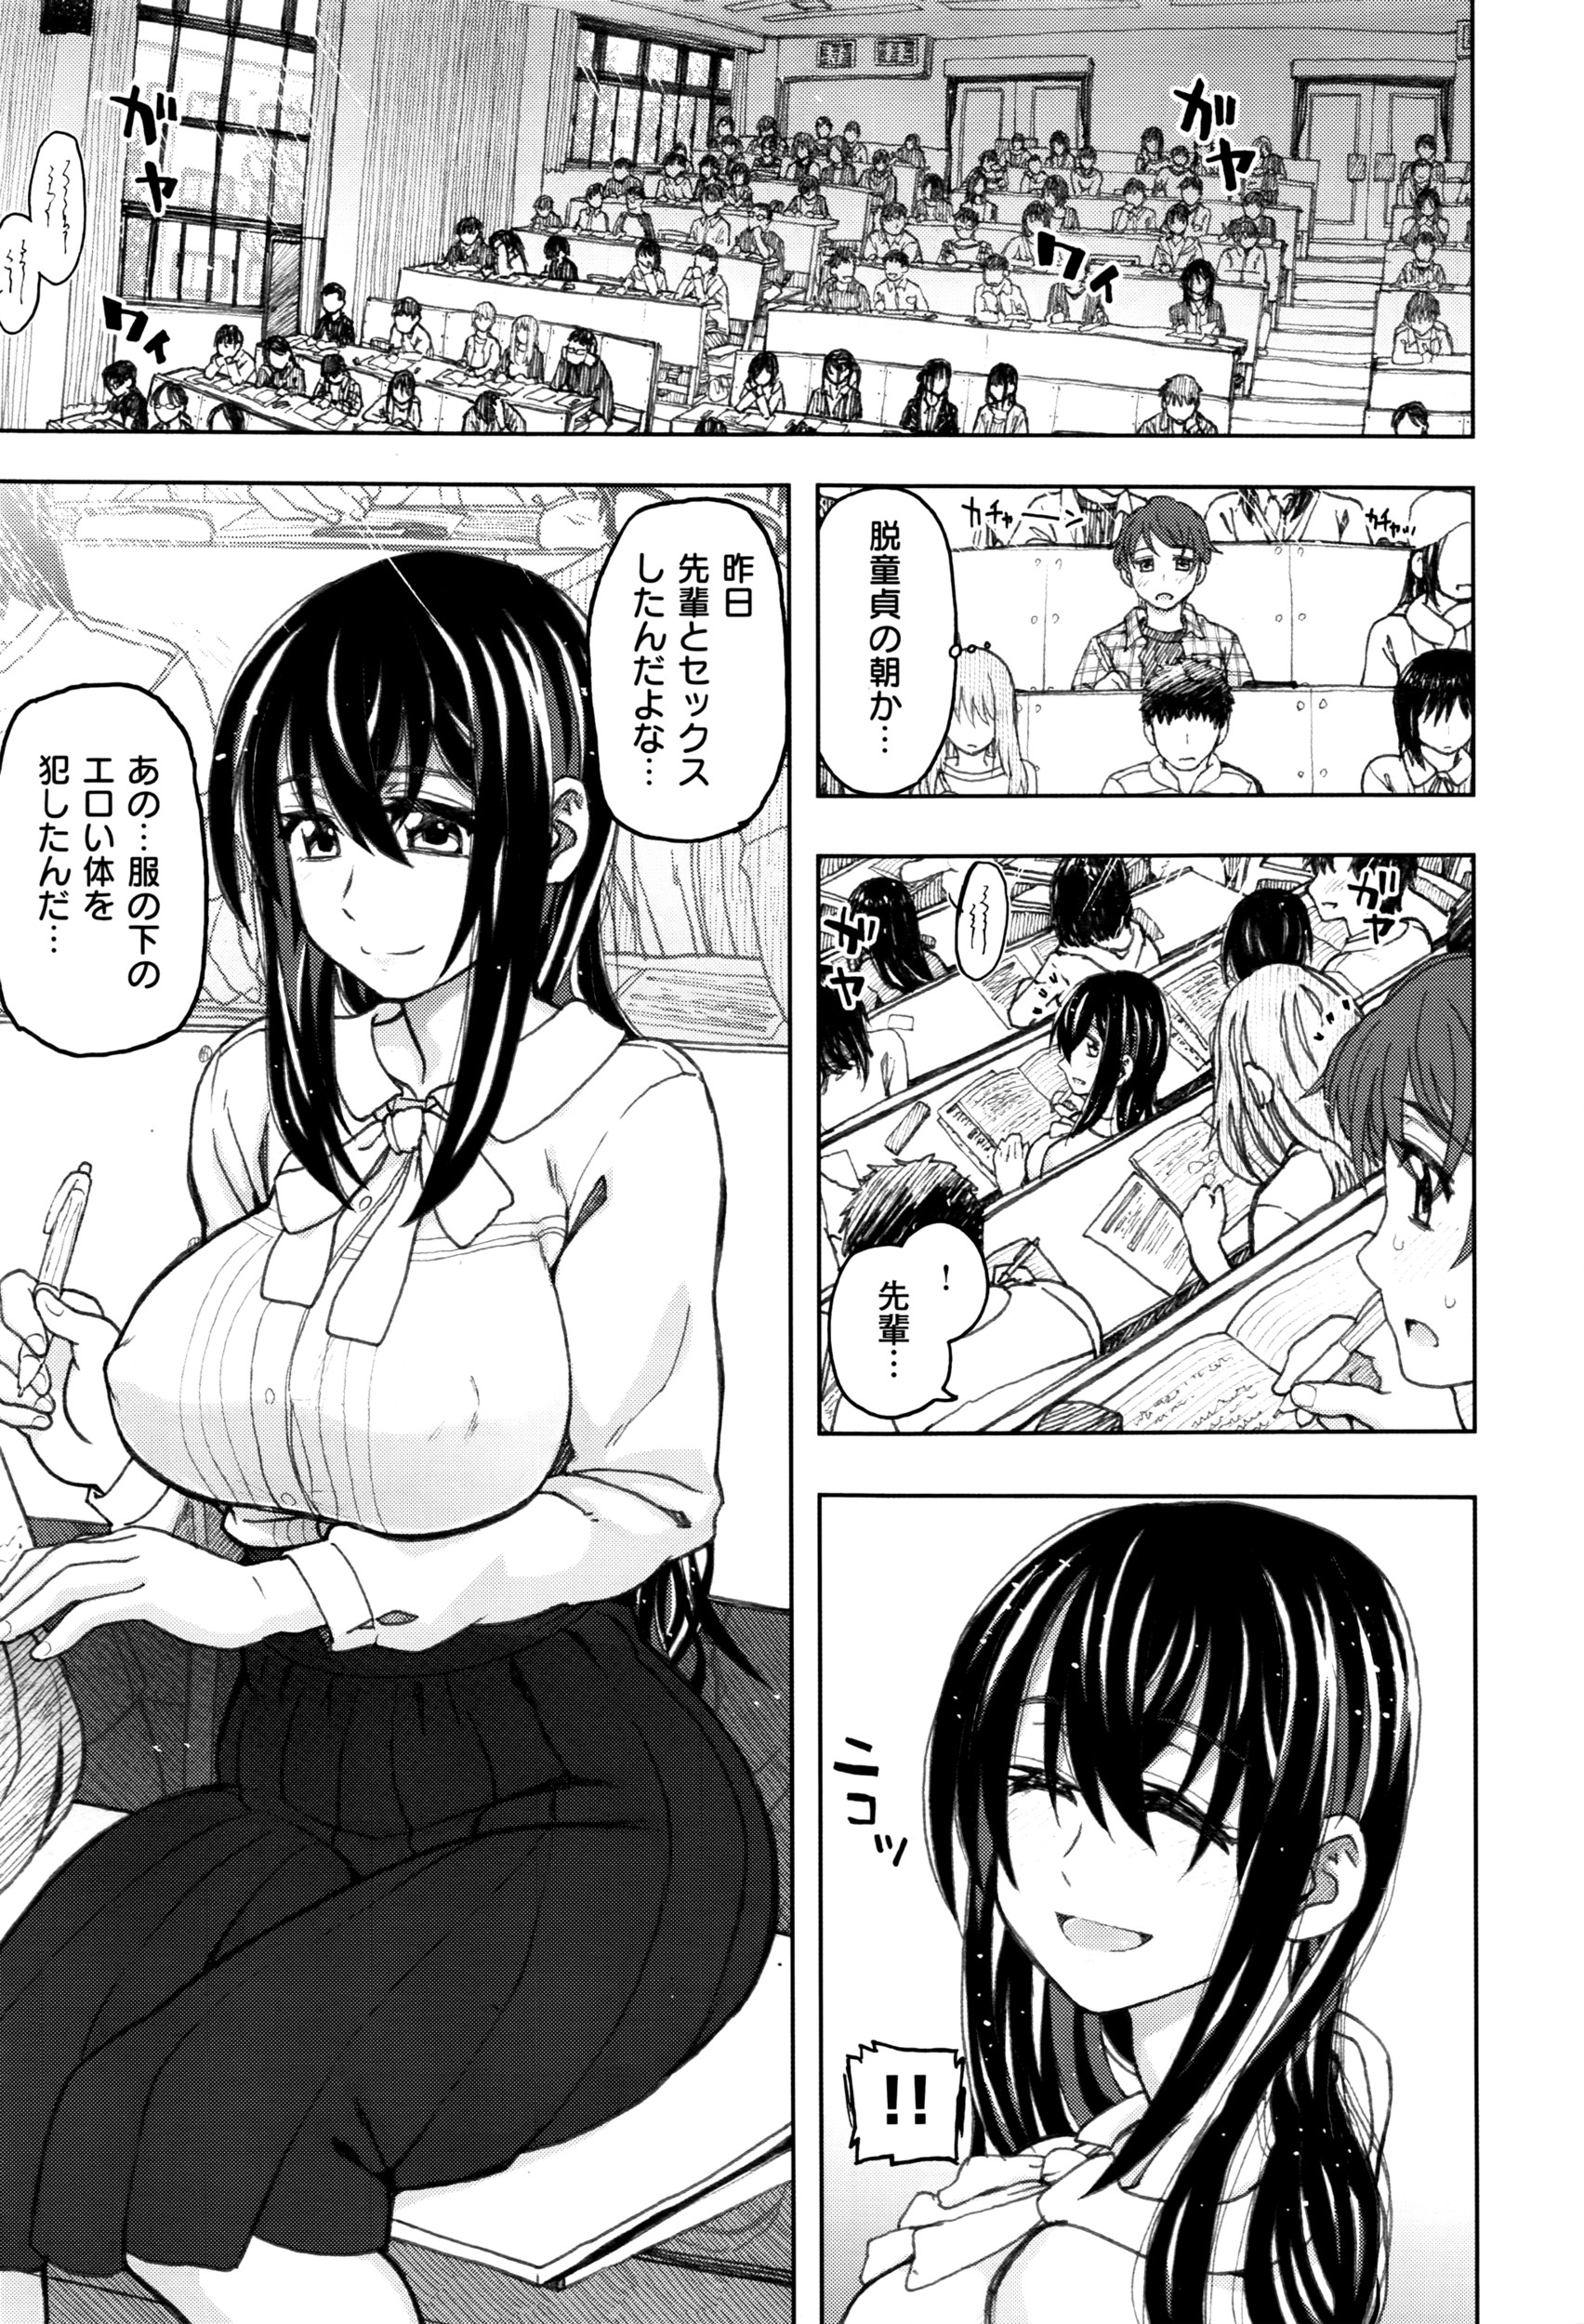 ガヤ
ガヤ
ワイ
ワイ
カチャッ
カチャーン
脱童貞の朝か…
ガヤ
ガヤ
！
先輩…
ニコッ
!!
昨日
先輩とセックス
したんだよな…
あの…服の下の
エロい体を
犯したんだ…